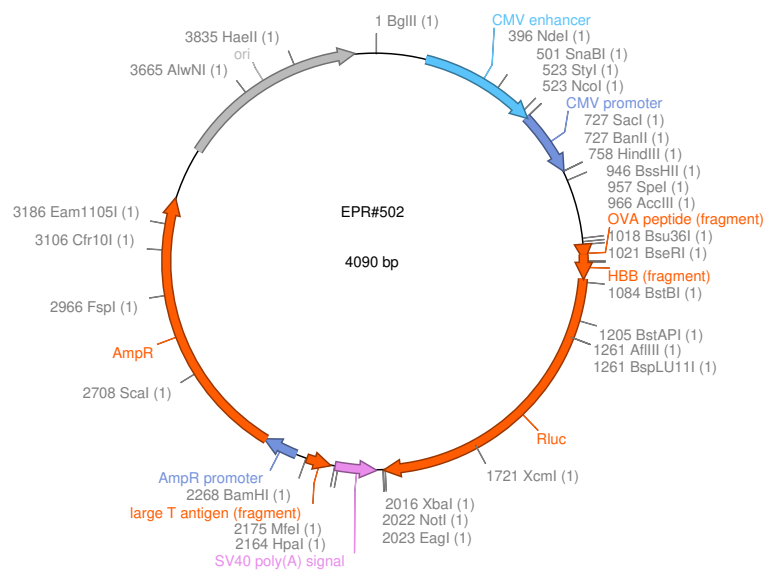 1 BglII (1)
CMV enhancer
396 NdeI (1)
501 SnaBI (1)
523 StyI (1)
523 NcoI (1)
CMV promoter
727 SacI (1)
727 BanII (1)
758 HindIII (1)
946 BssHII (1)
957 SpeI (1)
966 AccIII (1)
OVA peptide (fragment)
1018 Bsu36I (1)
1021 BseRI (1)
HBB (fragment)
1084 BstBI (1)
1205 BstAPI (1)
1261 AflIII (1)
1261 BspLU11I (1)
Rluc
1721 XcmI (1)
2016 XbaI (1)
2022 NotI (1)
2023 EagI (1)
SV40 poly(A) signal
2164 HpaI (1)
2175 MfeI (1)
large T antigen (fragment)
2268 BamHI (1)
AmpR promoter
2708 ScaI (1)
AmpR
2966 FspI (1)
3106 Cfr10I (1)
3186 Eam1105I (1)
3665 AlwNI (1)
ori
3835 HaeII (1)
EPR#502
4090 bp